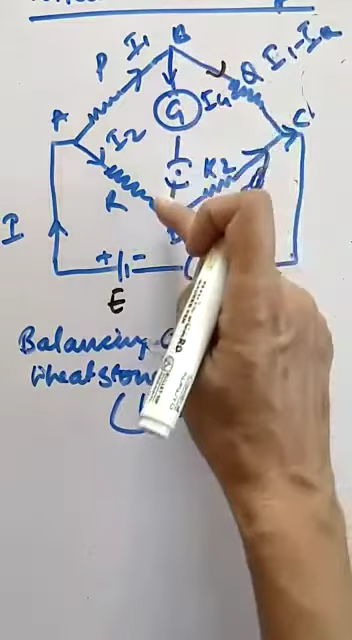 I1
B
P
Q
I1-IG
A
G
IG
C
I2
K2
R
I
+
-
E
Balancing
Wheatston